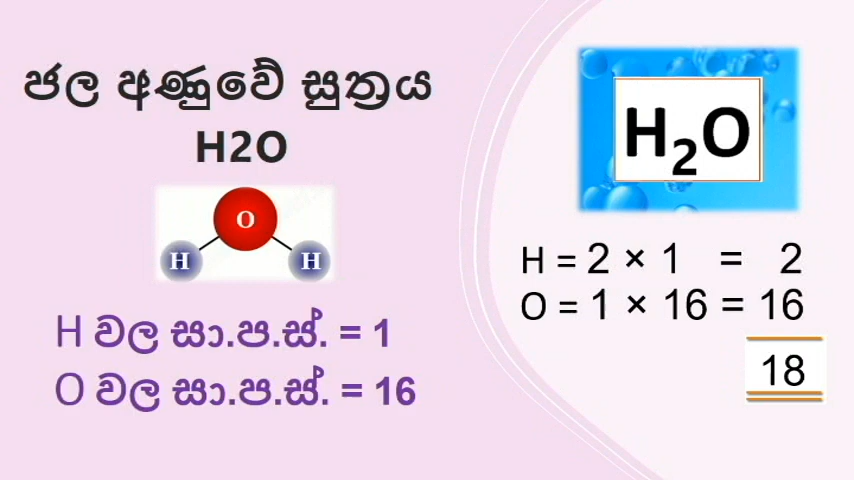 ජල අණුවේ සුත්‍රය
H2O
O
H H
H වල සා.ප.ස්. = 1
O වල සා.ප.ස්. = 16
H₂O
H = 2 × 1 = 2
O = 1 × 16 = 16
18